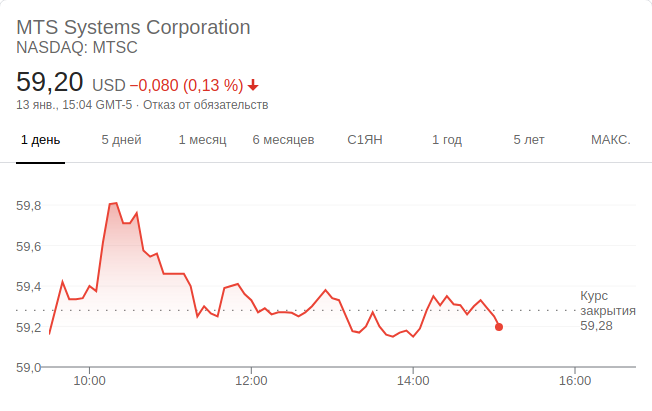 MTS Systems Corporation
NASDAQ: MTSC
59,20 USD −0,080 (0,13 %)
13 янв., 15:04 GMT-5 · Отказ от обязательств
1 день 5 дней 1 месяц 6 месяцев С1ЯН 1 год 5 лет МАКС.
59,8
59,6
59,4
Курс
закрытия
59,28
59,2
59,0
10:00 12:00 14:00 16:00